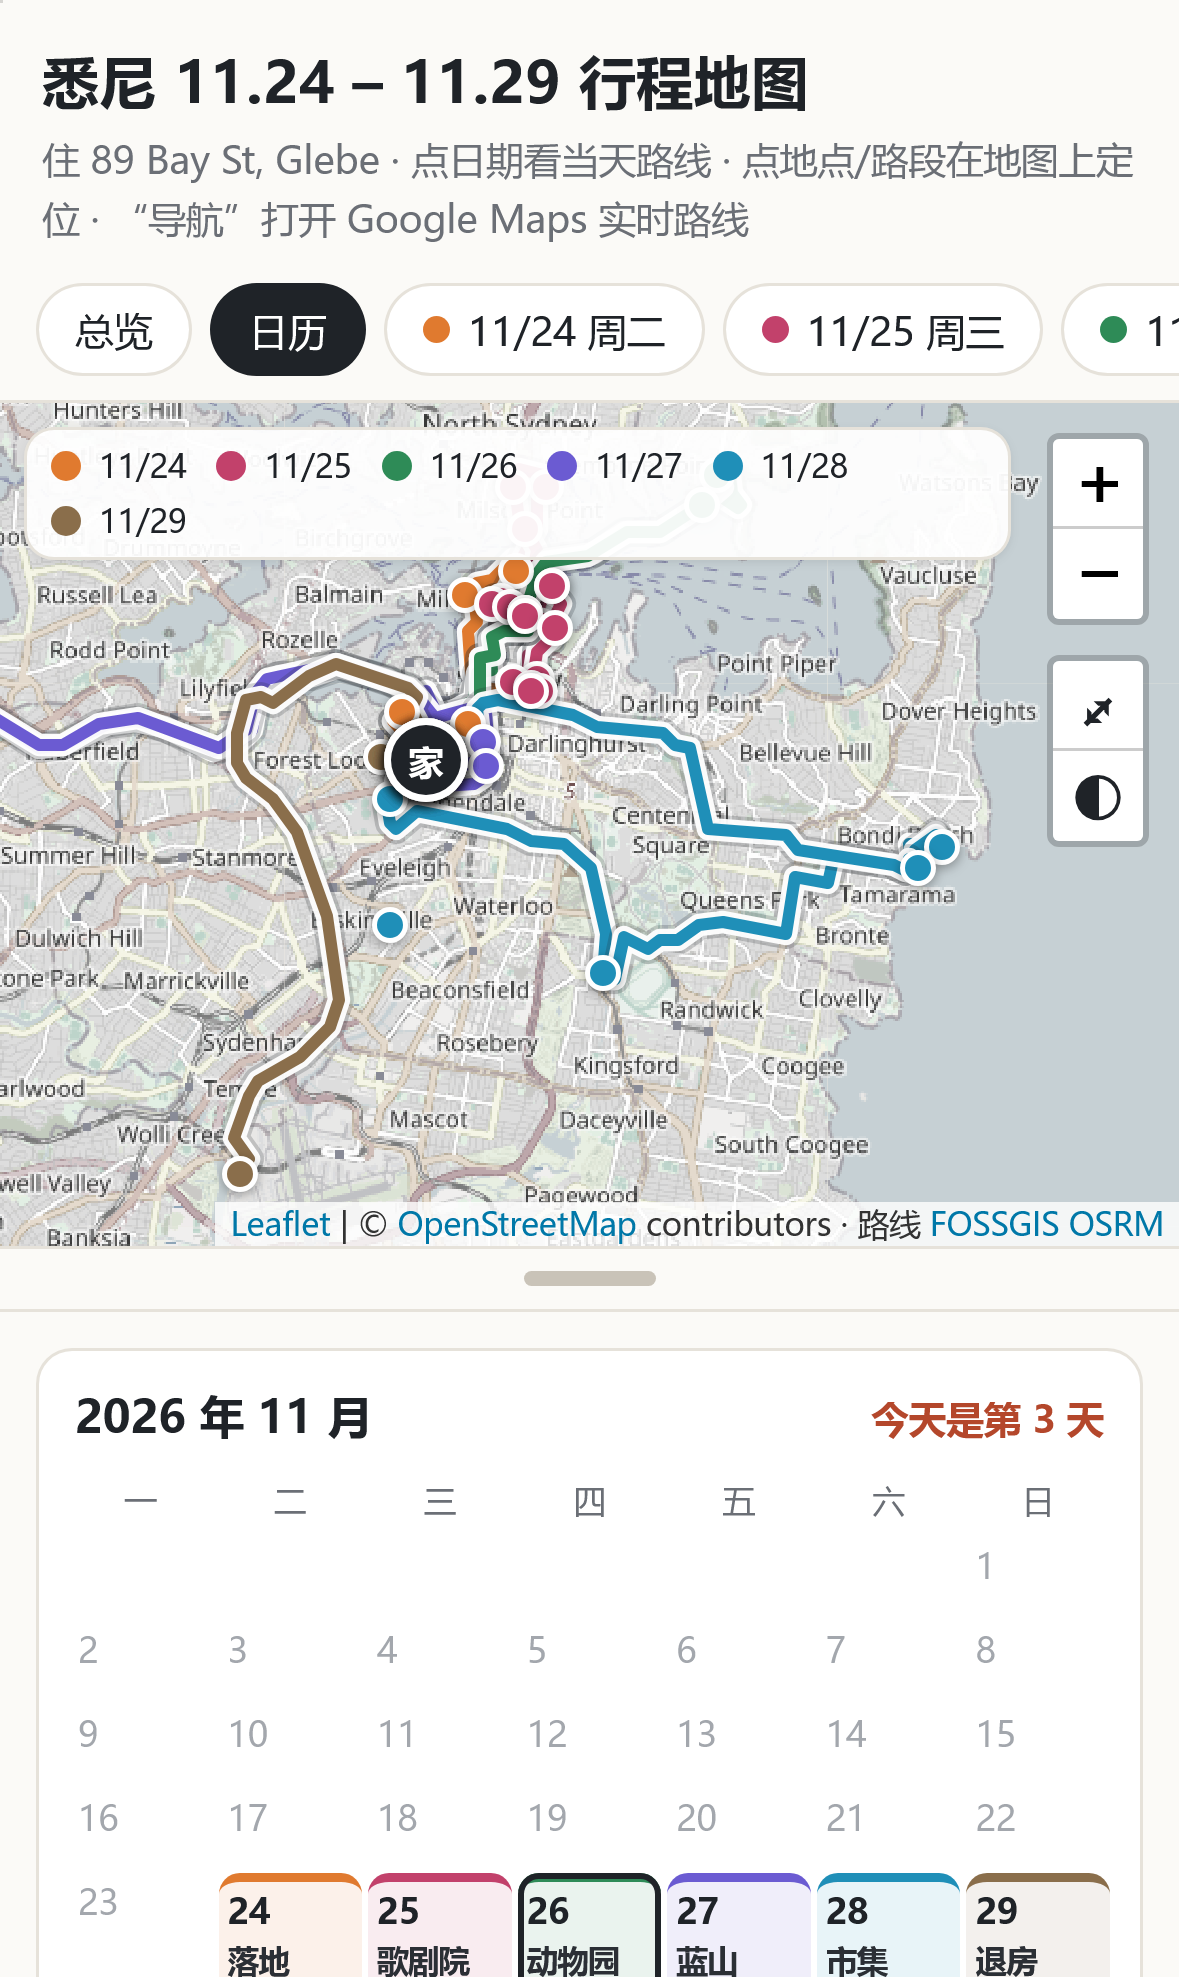 悉尼 11.24 – 11.29 行程地图
住 89 Bay St, Glebe · 点日期看当天路线 · 点地点/路段在地图上定
位 · “导航”打开 Google Maps 实时路线
总览
日历
11/24 周二
11/25 周三
Hunters Hill
North Sydney
11/24
11/25
11/26
11/27
11/28
11/29
Watsons Bay
Drummoyne
Birchgrove
+
−
Vaucluse
Russell Lea
Balmain
Rodd Point
Rozelle
Point Piper
Darling Point
Dover Heights
Darlinghurst
Bellevue Hill
家
5
Centennial
Square
Summer Hill
Stanmore
Eveleigh
Queens Park
Tamarama
Waterloo
Bronte
Dulwich Hill
Marrickville
Beaconsfield
Clovelly
Randwick
Rosebery
Kingsford
Coogee
Mascot
Daceyville
South Coogee
Pagewood
Banksia
Leaflet | © OpenStreetMap contributors · 路线 FOSSGIS OSRM
2026 年 11 月
今天是第 3 天
一 二 三 四 五 六 日
1
2 3 4 5 6 7 8
9 10 11 12 13 14 15
16 17 18 19 20 21 22
23 24 25 26 27 28 29
落地 歌剧院 动物园 蓝山 市集 退房